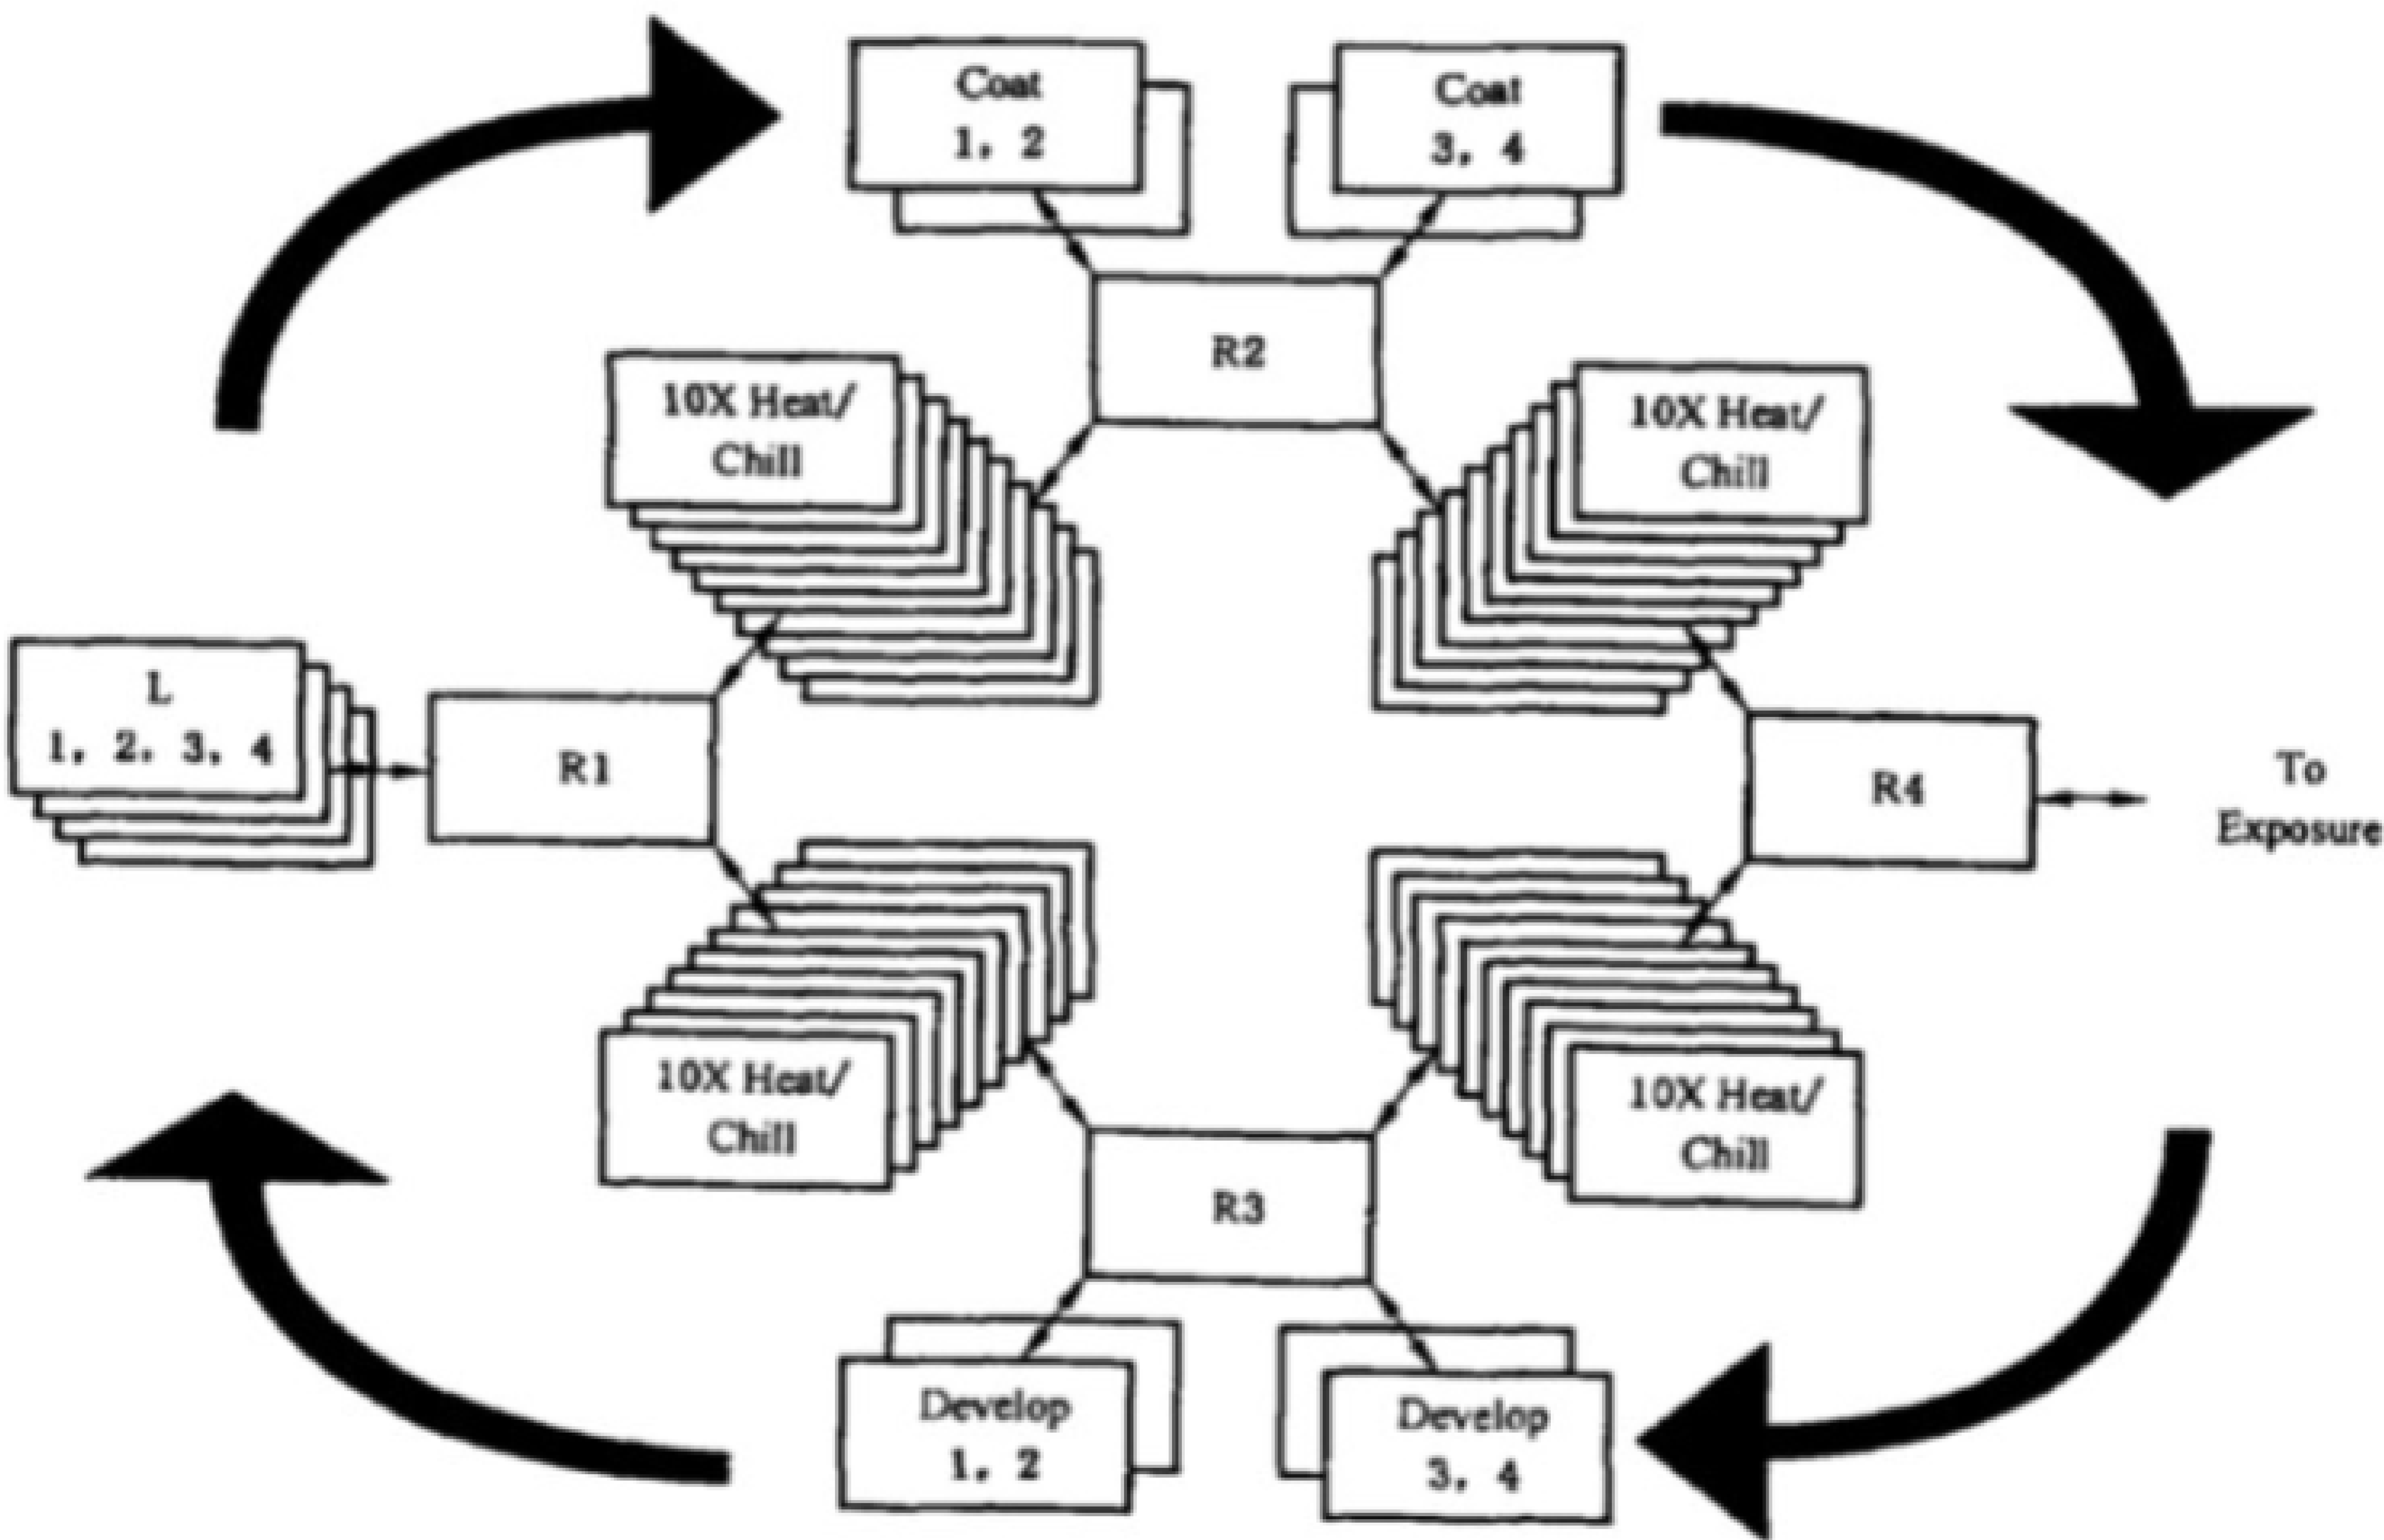 Coat
1, 2
Coat
3, 4
R2
10X Heat/
Chill
10X Heat/
Chill
L
1, 2, 3, 4
R1
R4
To
Exposure
10X Heat/
Chill
10X Heat/
Chill
R3
Develop
1, 2
Develop
3, 4